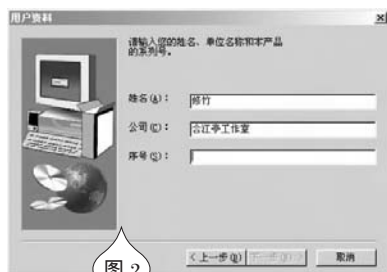 用户资料
请输入您的姓名、单位名称和本产品
的系列号。
姓名(A)：
修竹
公司(C)：
合江亭工作室
序号(S)：
<上一步(B)
取消
图 2